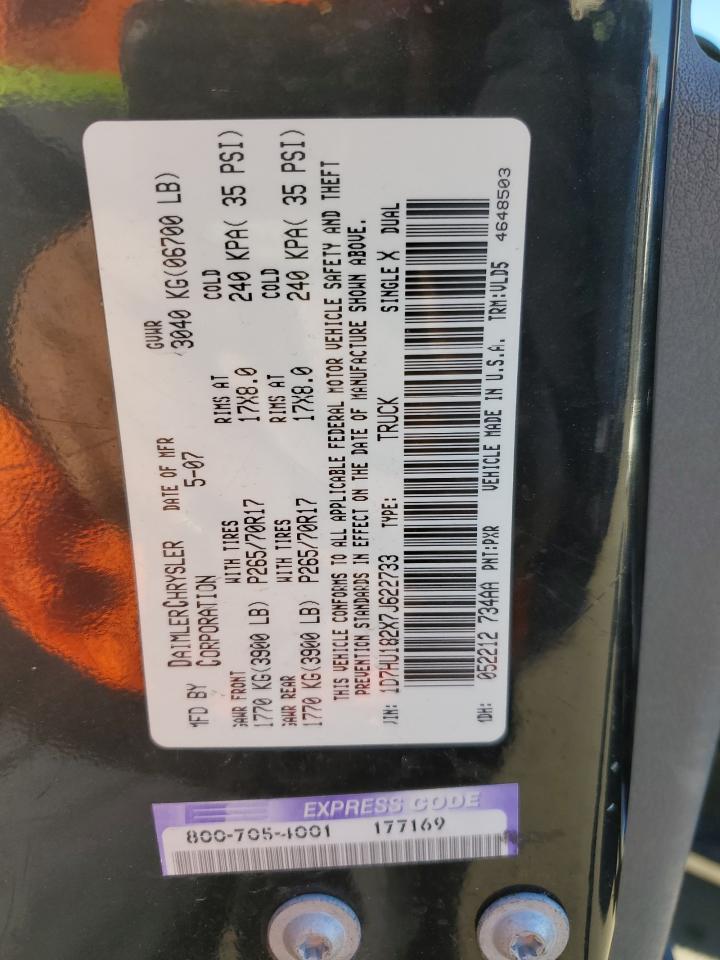 MFD BY DAIMLERCHRYSLER CORPORATION DATE OF MFR 5-07 GVWR 3040 KG(06700 LB)
GAWR FRONT WITH TIRES RIMS AT COLD
1770 KG(3900 LB) P265/70R17 17X8.0 240 KPA( 35 PSI)
GAWR REAR WITH TIRES RIMS AT COLD
1770 KG(3900 LB) P265/70R17 17X8.0 240 KPA( 35 PSI)
THIS VEHICLE CONFORMS TO ALL APPLICABLE FEDERAL MOTOR VEHICLE SAFETY AND THEFT
PREVENTION STANDARDS IN EFFECT ON THE DATE OF MANUFACTURE SHOWN ABOVE.
VIN: 1D7HU182X7J622733 TYPE: TRUCK SINGLE X DUAL
MDH: 052212 734AA PNT:PXR VEHICLE MADE IN U.S.A. TRM:VLD5 4648503
EXPRESS CODE
800-705-4001 177169